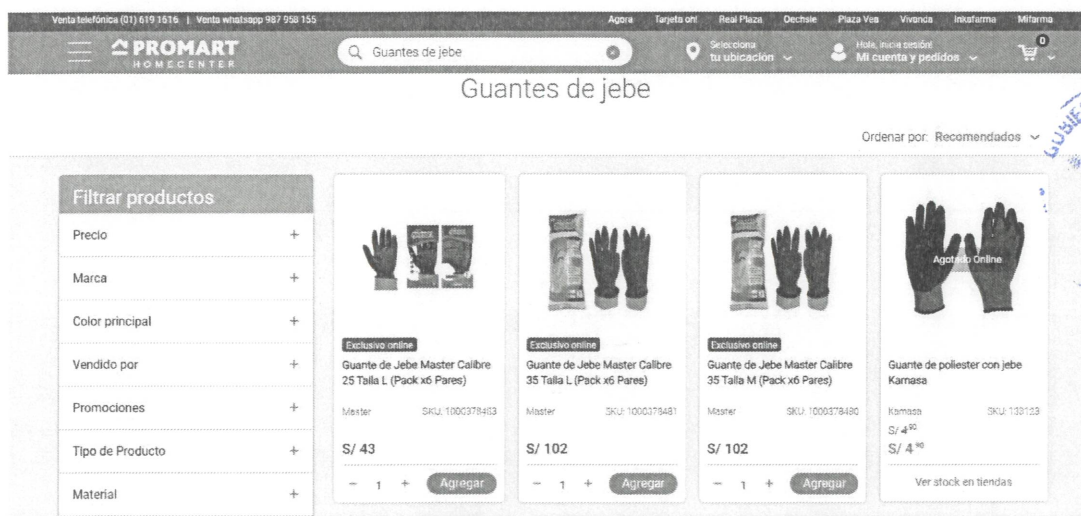 Venta telefónica (01) 619 1616 | Venta whatsapp 987 958 155
Agora Tarjeta oh! Real Plaza Oechsle Plaza Vea Vivanda Inkafarma Mifarma
PROMART
HOMECENTER
Guantes de jebe
Selecciona
tu ubicación
Hola, inicia sesión!
Mi cuenta y pedidos
0
Guantes de jebe
Ordenar por: Recomendados
Filtrar productos
Precio +
Marca +
Color principal +
Vendido por +
Promociones +
Tipo de Producto +
Material +
Exclusivo online
Guante de Jebe Master Calibre
25 Talla L (Pack x6 Pares)
Master SKU: 1000378483
S/ 43
- 1 + Agregar
Exclusivo online
Guante de Jebe Master Calibre
35 Talla L (Pack x6 Pares)
Master SKU: 1000378481
S/ 102
- 1 + Agregar
Exclusivo online
Guante de Jebe Master Calibre
35 Talla M (Pack x6 Pares)
Master SKU: 1000378480
S/ 102
- 1 + Agregar
Agotado Online
Guante de poliester con jebe
Kamasa
Kamasa SKU: 133123
S/ 4.90
S/ 4.90
Ver stock en tiendas